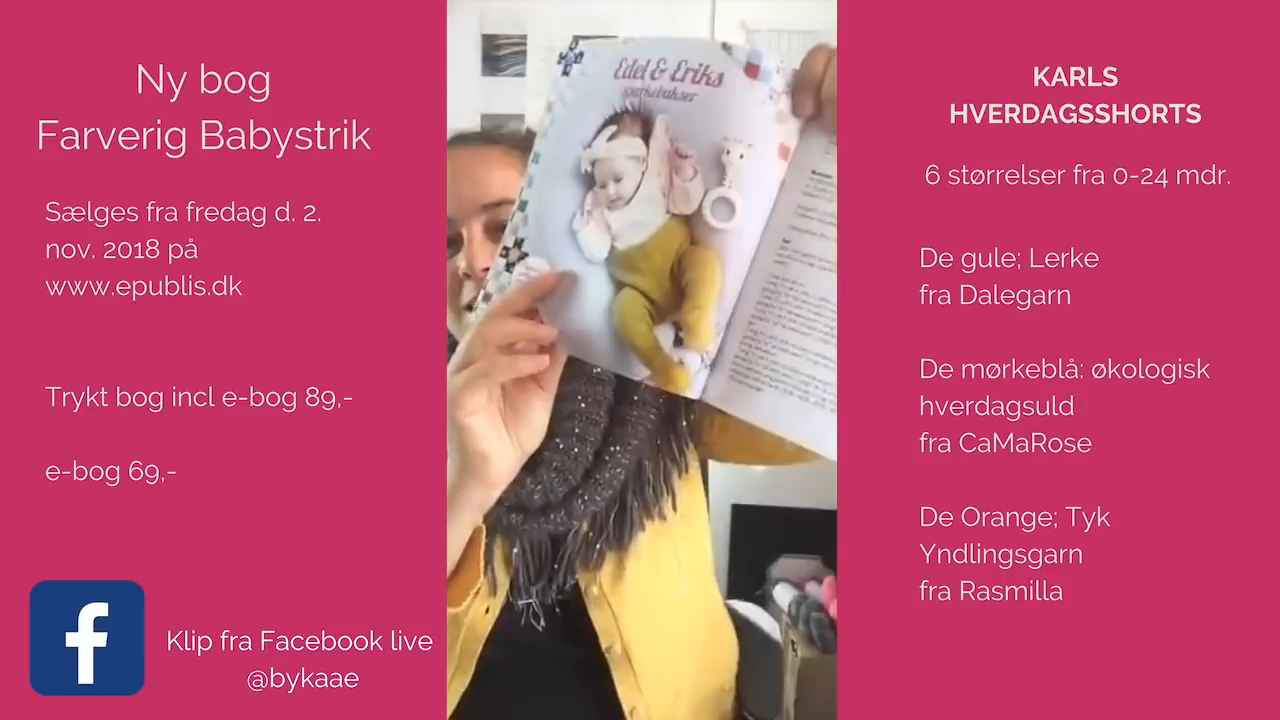 Ny bog
Farverig Babystrik
Sælges fra fredag d. 2.
nov. 2018 på
www.epublis.dk
Trykt bog incl e-bog 89,-
e-bog 69,-
f
Klip fra Facebook live
@bykaae
Edel & Eriks
sparkebukser
KARLS
HVERDAGSSHORTS
6 størrelser fra 0-24 mdr.
De gule; Lerke
fra Dalegarn
De mørkeblå: økologisk
hverdagsuld
fra CaMaRose
De Orange; Tyk
Yndlingsgarn
fra Rasmilla